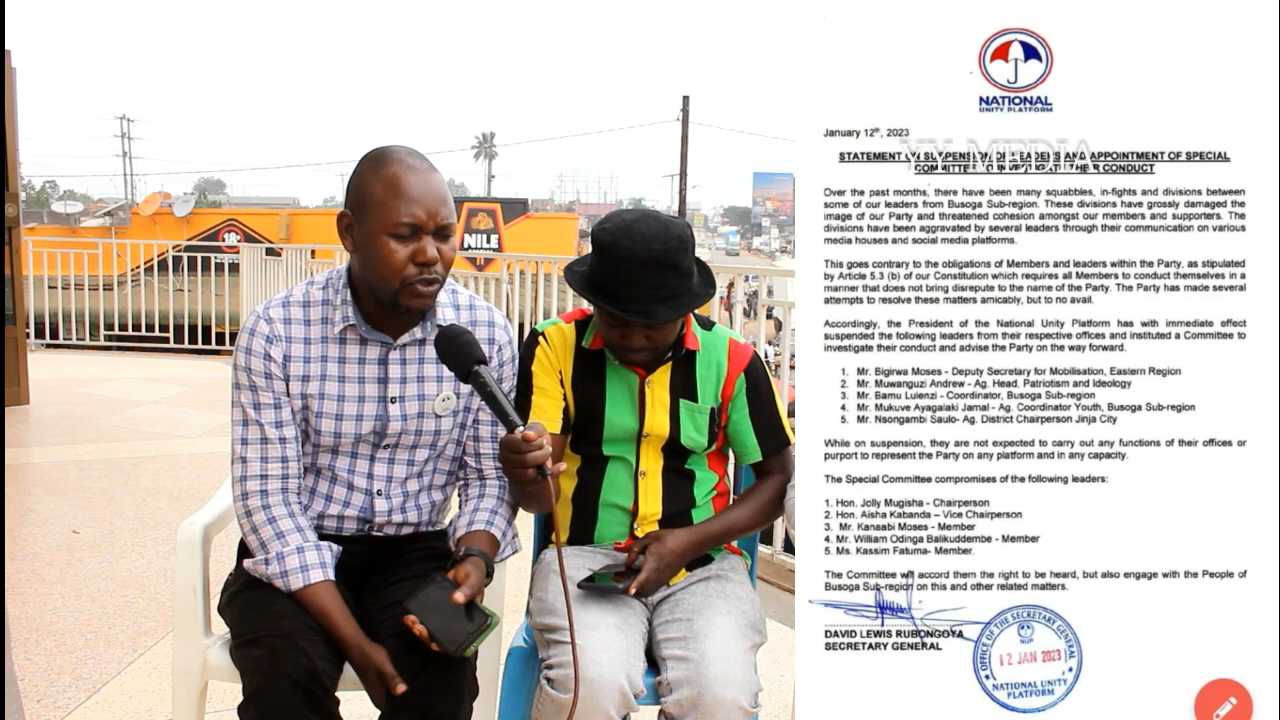 18+
NILE
NATIONAL
UNITY PLATFORM
January 12th, 2023
YY MEDIA
STATEMENT ON SUSPENSION OF LEADERS AND APPOINTMENT OF SPECIAL
COMMITTEE TO INVESTIGATE THEIR CONDUCT
Over the past months, there have been many squabbles, in-fights and divisions between
some of our leaders from Busoga Sub-region. These divisions have grossly damaged the
image of our Party and threatened cohesion amongst our members and supporters. The
divisions have been aggravated by several leaders through their communication on various
media houses and social media platforms.
This goes contrary to the obligations of Members and leaders within the Party, as stipulated
by Article 5.3 (b) of our Constitution which requires all Members to conduct themselves in a
manner that does not bring disrepute to the name of the Party. The Party has made several
attempts to resolve these matters amicably, but to no avail.
Accordingly, the President of the National Unity Platform has with immediate effect
suspended the following leaders from their respective offices and instituted a Committee to
investigate their conduct and advise the Party on the way forward.
1. Mr. Bigirwa Moses - Deputy Secretary for Mobilisation, Eastern Region
2. Mr. Muwanguzi Andrew - Ag. Head, Patriotism and Ideology
3. Mr. Bamu Lulenzi - Coordinator, Busoga Sub-region
4. Mr. Mukuve Ayagalaki Jamal - Ag. Coordinator Youth, Busoga Sub-region
5. Mr. Nsongambi Saulo- Ag. District Chairperson Jinja City
While on suspension, they are not expected to carry out any functions of their offices or
purport to represent the Party on any platform and in any capacity.
The Special Committee compromises of the following leaders:
1. Hon. Jolly Mugisha - Chairperson
2. Hon. Aisha Kabanda – Vice Chairperson
3. Mr. Kanaabi Moses - Member
4. Mr. William Odinga Balikuddembe - Member
5. Ms. Kassim Fatuma- Member.
The Committee will accord them the right to be heard, but also engage with the People of
Busoga Sub-region on this and other related matters.
DAVID LEWIS RUBONGOYA
SECRETARY GENERAL
OFFICE OF THE SECRETARY GENERAL
NUP
12 JAN 2023
NATIONAL UNITY
PLATFORM